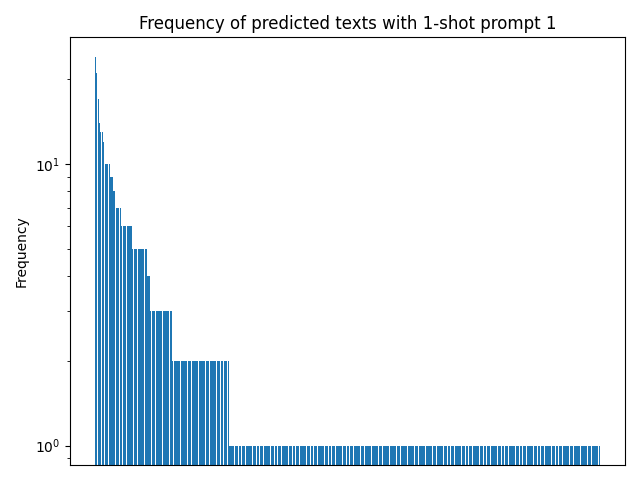 Frequency of predicted texts with 1-shot prompt 1
Frequency
10¹
10⁰